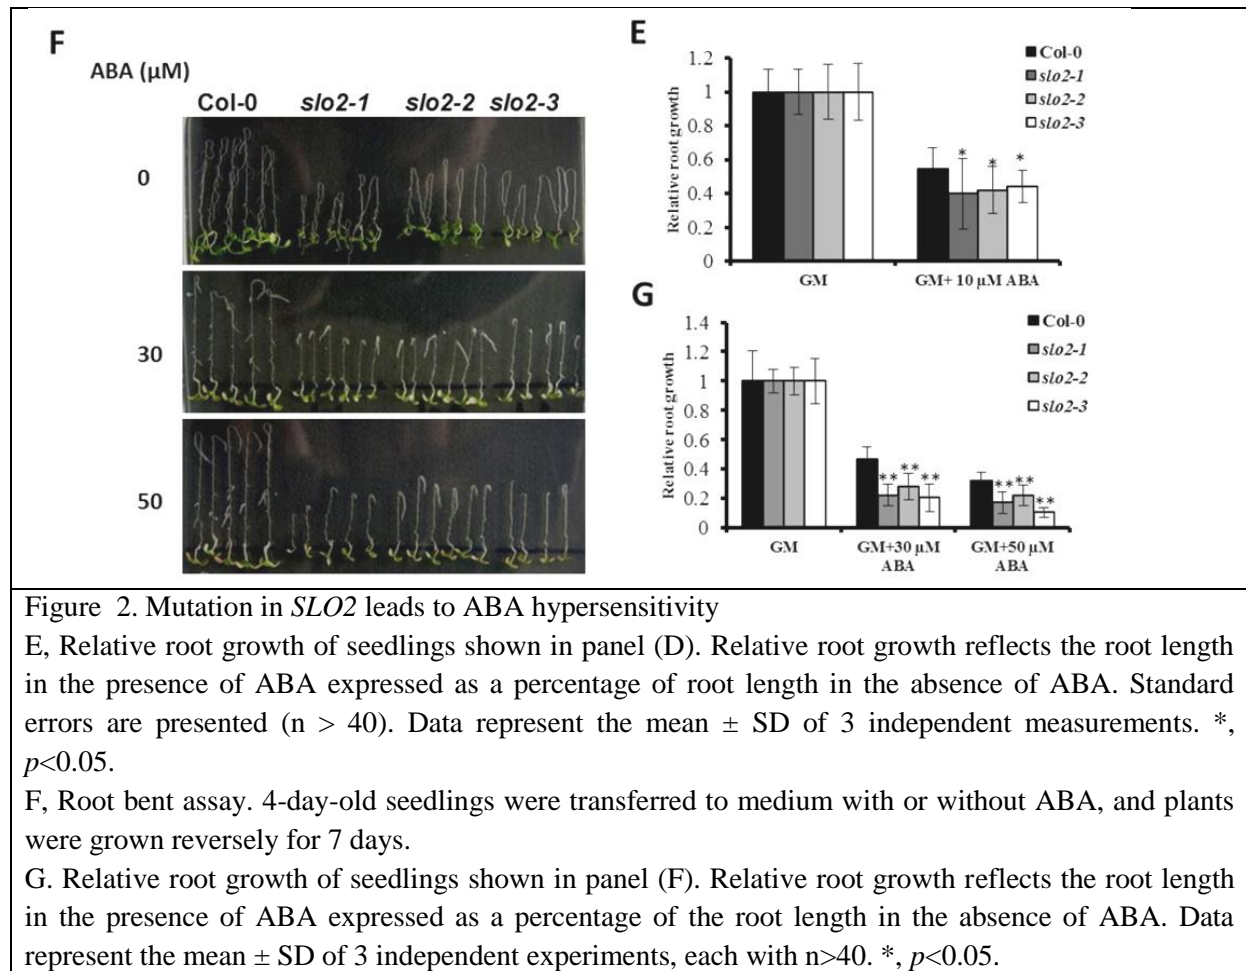 F
ABA (µM)
Col-0 slo2-1 slo2-2 slo2-3
0
30
50
E
Relative root growth
1.2
1
0.8
0.6
0.4
0.2
0
* * *
GM GM+ 10 µM ABA
Col-0
slo2-1
slo2-2
slo2-3
G
Relative root growth
1.4
1.2
1
0.8
0.6
0.4
0.2
0
** ** ** ** ** **
GM GM+30 µM GM+50 µM
ABA ABA
Col-0
slo2-1
slo2-2
slo2-3
Figure 2. Mutation in SLO2 leads to ABA hypersensitivity
E, Relative root growth of seedlings shown in panel (D). Relative root growth reflects the root length
in the presence of ABA expressed as a percentage of root length in the absence of ABA. Standard
errors are presented (n > 40). Data represent the mean ± SD of 3 independent measurements. *,
p<0.05.
F, Root bent assay. 4-day-old seedlings were transferred to medium with or without ABA, and plants
were grown reversely for 7 days.
G. Relative root growth of seedlings shown in panel (F). Relative root growth reflects the root length
in the presence of ABA expressed as a percentage of the root length in the absence of ABA. Data
represent the mean ± SD of 3 independent experiments, each with n>40. *, p<0.05.